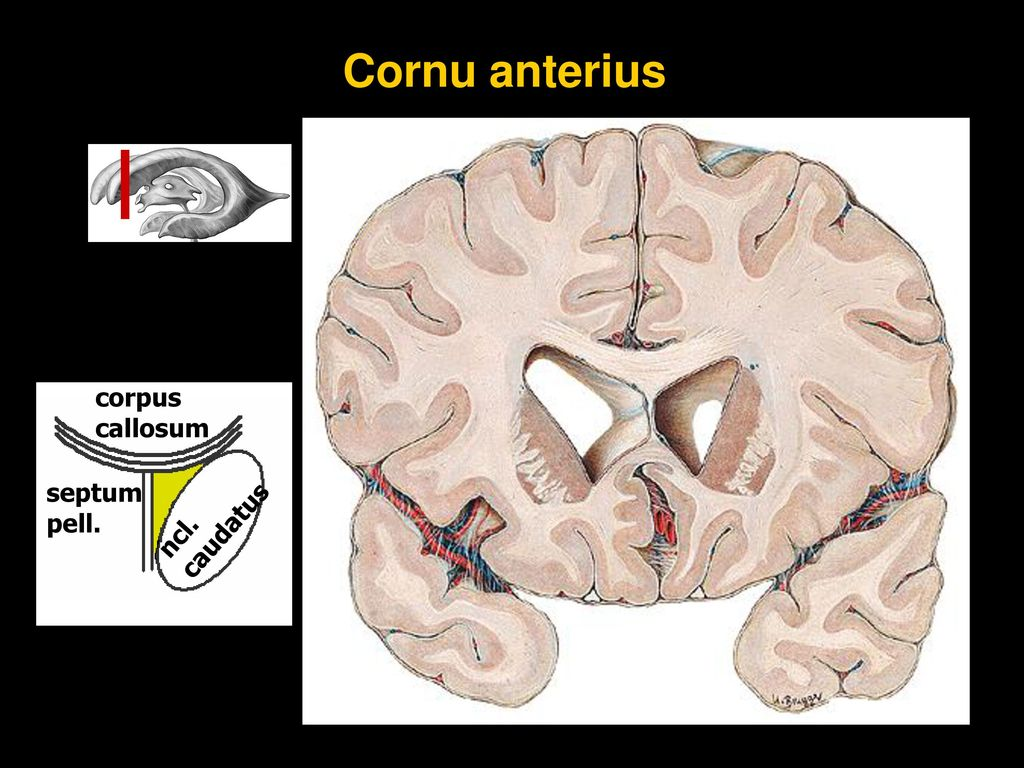 Cornu anterius
corpus
callosum
septum
pell.
ncl.
caudatus